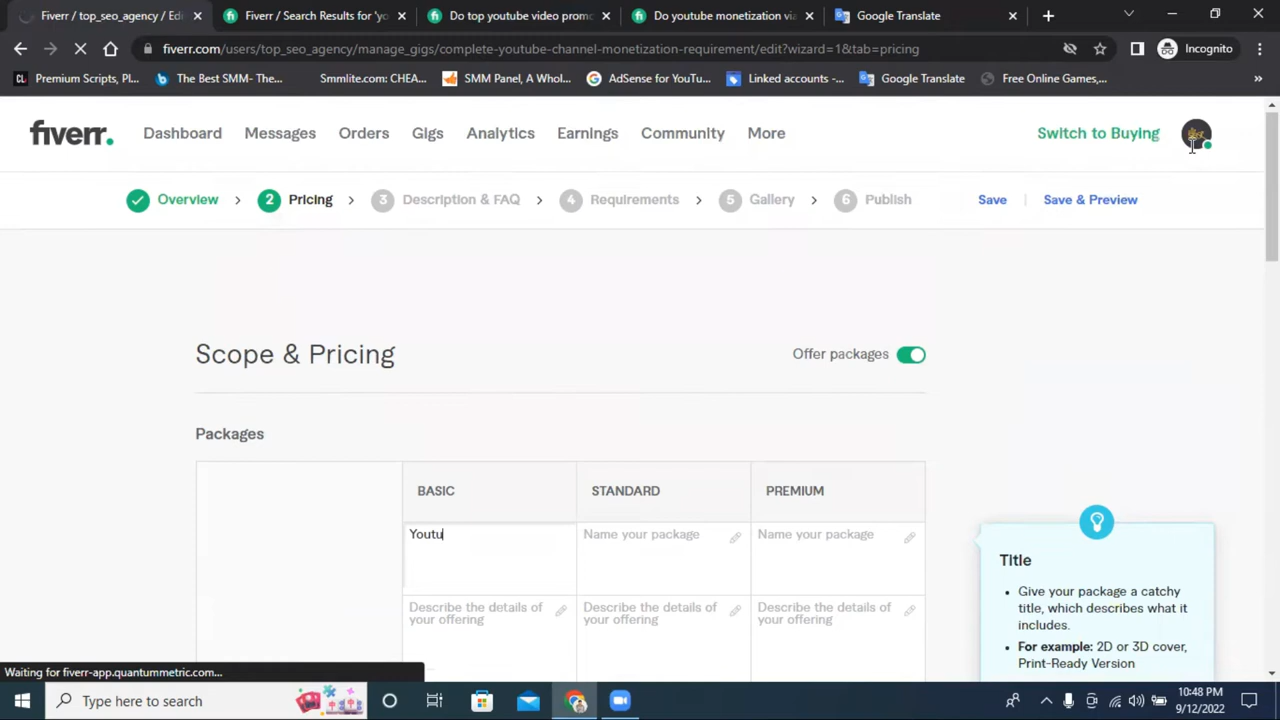 Fiverr / top_seo_agency / Edi
Fiverr / Search Results for 'yo
Do top youtube video promo
Do youtube monetization via
Google Translate
fiverr.com/users/top_seo_agency/manage_gigs/complete-youtube-channel-monetization-requirement/edit?wizard=1&tab=pricing
Incognito
CL Premium Scripts, Pl...
The Best SMM- The...
Smmlite.com: CHEA...
SMM Panel, A Whol...
AdSense for YouTu...
Linked accounts -...
Google Translate
Free Online Games,...
»
fiverr.
Dashboard
Messages
Orders
Gigs
Analytics
Earnings
Community
More
Switch to Buying
Overview
2 Pricing
3 Description & FAQ
4 Requirements
5 Gallery
6 Publish
Save
Save & Preview
Scope & Pricing
Offer packages
Packages
BASIC
STANDARD
PREMIUM
Youtu
Name your package
Name your package
Describe the details of
your offering
Describe the details of
your offering
Describe the details of
your offering
Title
• Give your package a catchy
title, which describes what it
includes.
• For example: 2D or 3D cover,
Print-Ready Version
Waiting for fiverr-app.quantummetric.com...
Type here to search
10:48 PM
9/12/2022